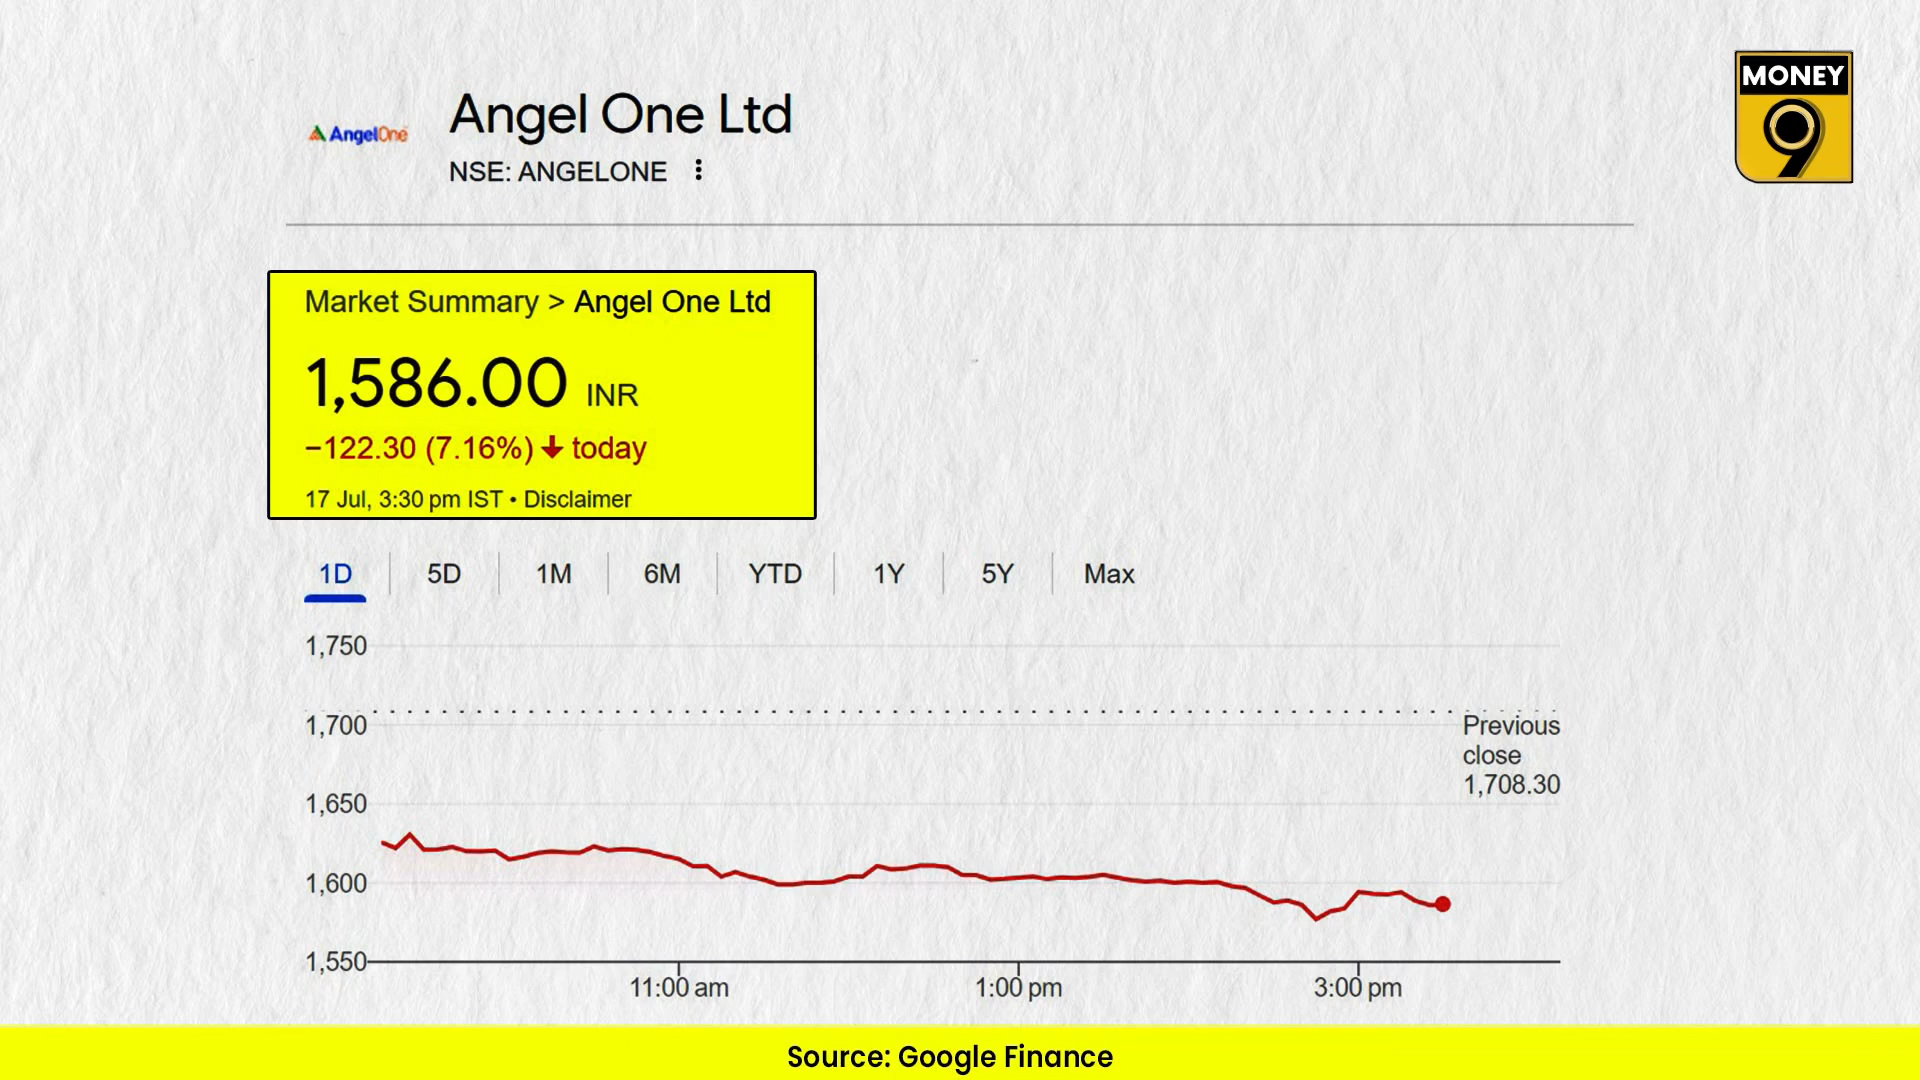 MONEY
9
AngelOne
Angel One Ltd
NSE: ANGELONE
Market Summary > Angel One Ltd
1,586.00 INR
−122.30 (7.16%) ↓ today
17 Jul, 3:30 pm IST • Disclaimer
1D 5D 1M 6M YTD 1Y 5Y Max
1,750
1,700
1,650
1,600
1,550
Previous
close
1,708.30
11:00 am 1:00 pm 3:00 pm
Source: Google Finance